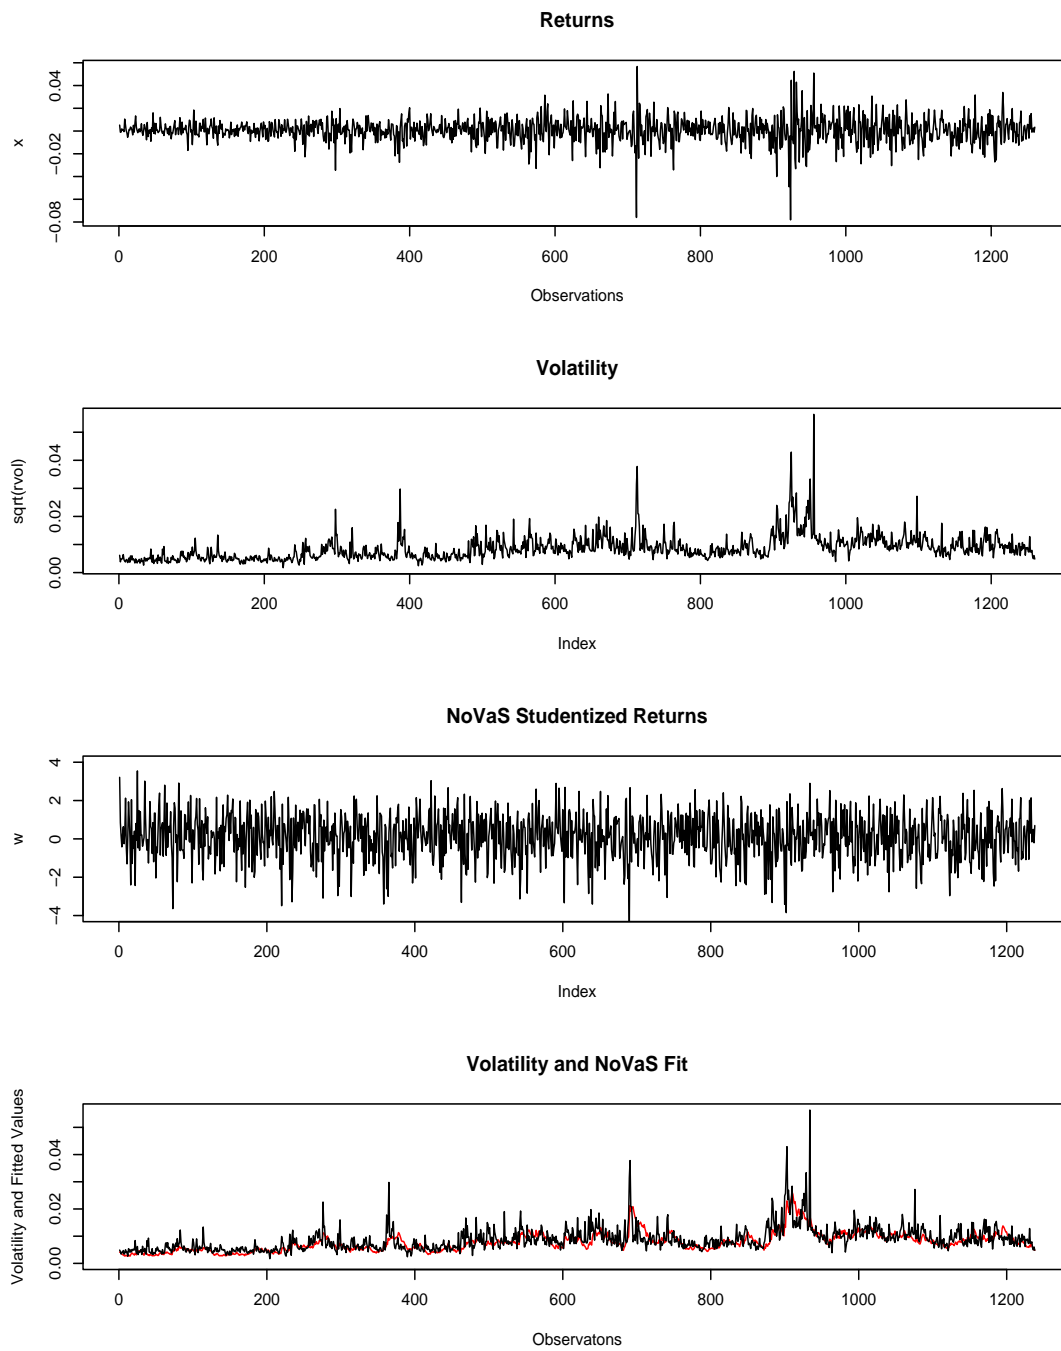 Returns
x
0.04
−0.02
−0.08
0 200 400 600 800 1000 1200
Observations
Volatility
sqrt(rvol)
0.04
0.02
0.00
0 200 400 600 800 1000 1200
Index
NoVaS Studentized Returns
w
4
2
0
−2
−4
0 200 400 600 800 1000 1200
Index
Volatility and NoVaS Fit
Volatility and Fitted Values
0.04
0.02
0.00
0 200 400 600 800 1000 1200
Observatons